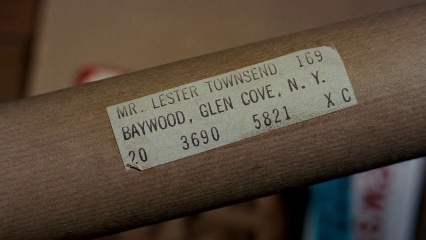 MR. LESTER TOWNSEND 169
BAYWOOD, GLEN COVE, N. Y.
20 3690 5821 X C